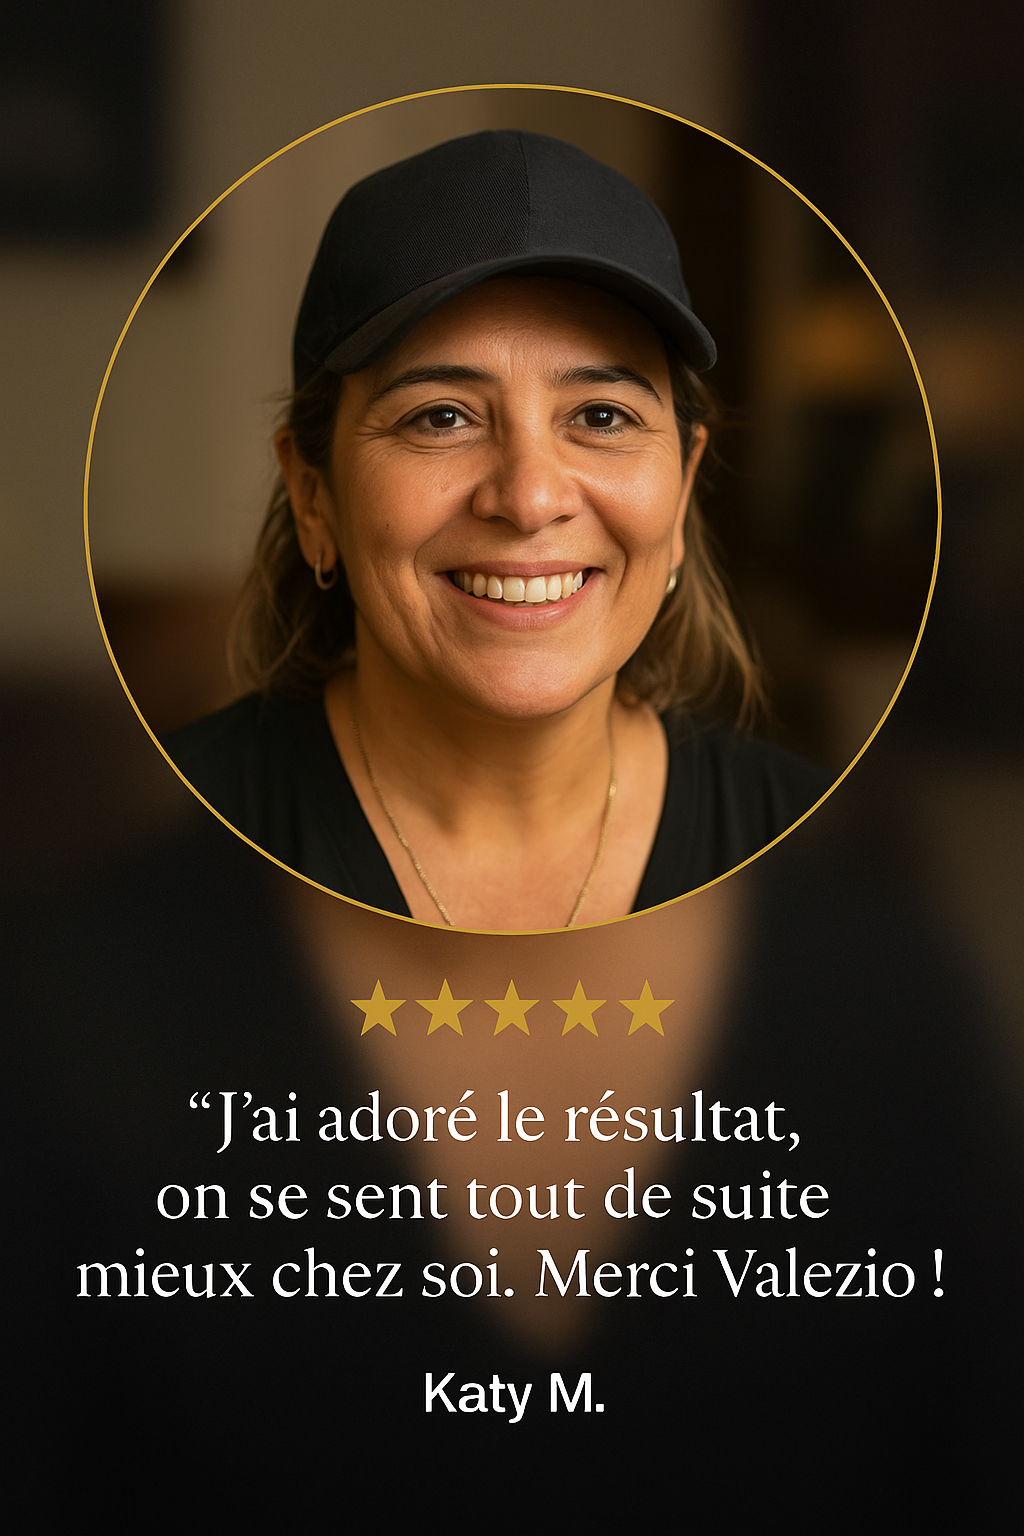 “J’ai adoré le résultat,
on se sent tout de suite
mieux chez soi. Merci Valezio !
Katy M.